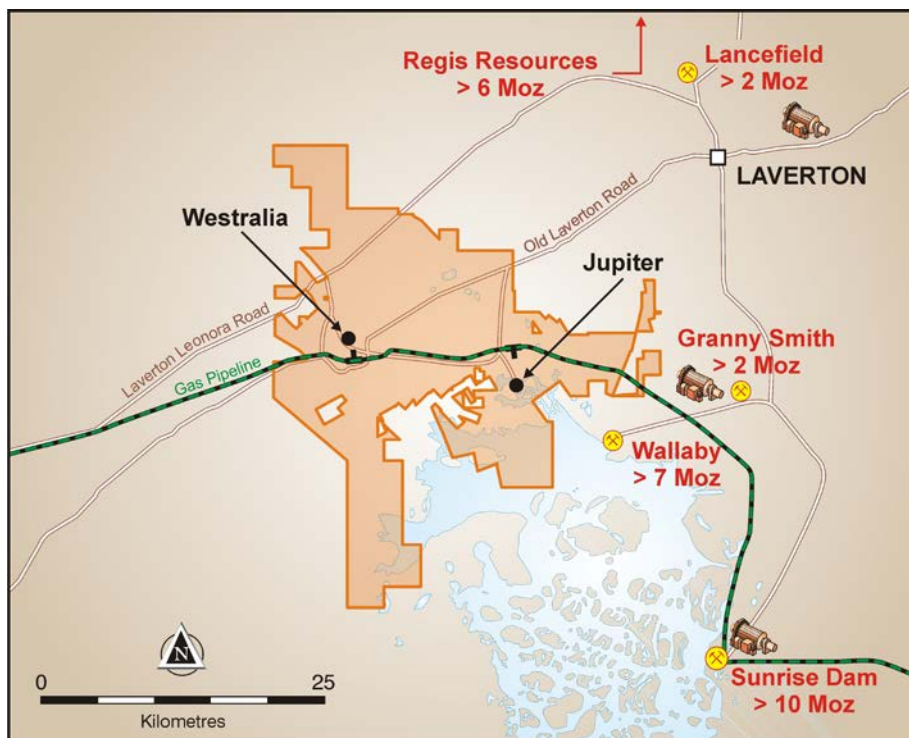 Regis Resources
> 6 Moz
Lancefield
> 2 Moz
LAVERTON
Old Laverton Road
Westralia
Jupiter
Laverton Leonora Road
Gas Pipeline
Granny Smith
> 2 Moz
Wallaby
> 7 Moz
N
0 25
Kilometres
Sunrise Dam
> 10 Moz